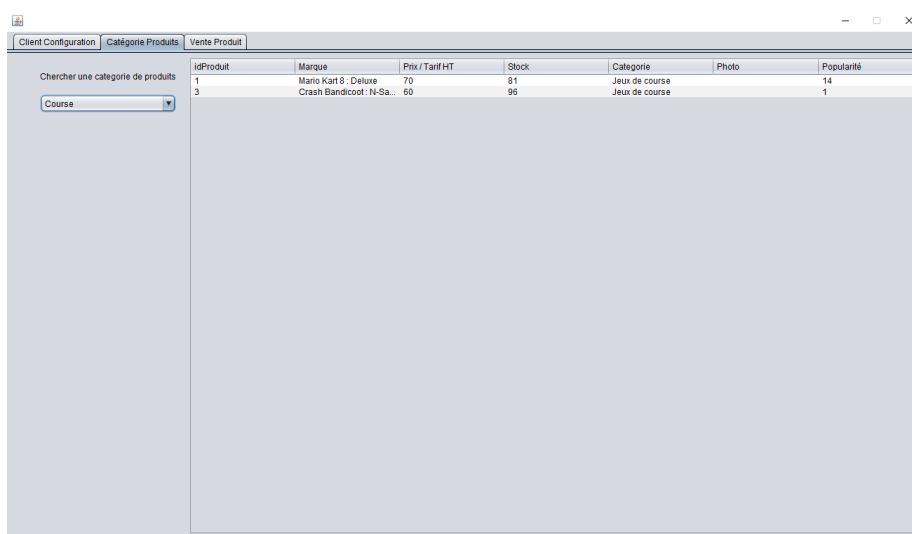 Client Configuration Catégorie Produits Vente Produit
Chercher une categorie de produits
Course
idProduit Marque Prix / Tarif HT Stock Categorie Photo Popularité
1 Mario Kart 8 : Deluxe 70 81 Jeux de course 14
3 Crash Bandicoot : N-Sa... 60 96 Jeux de course 1